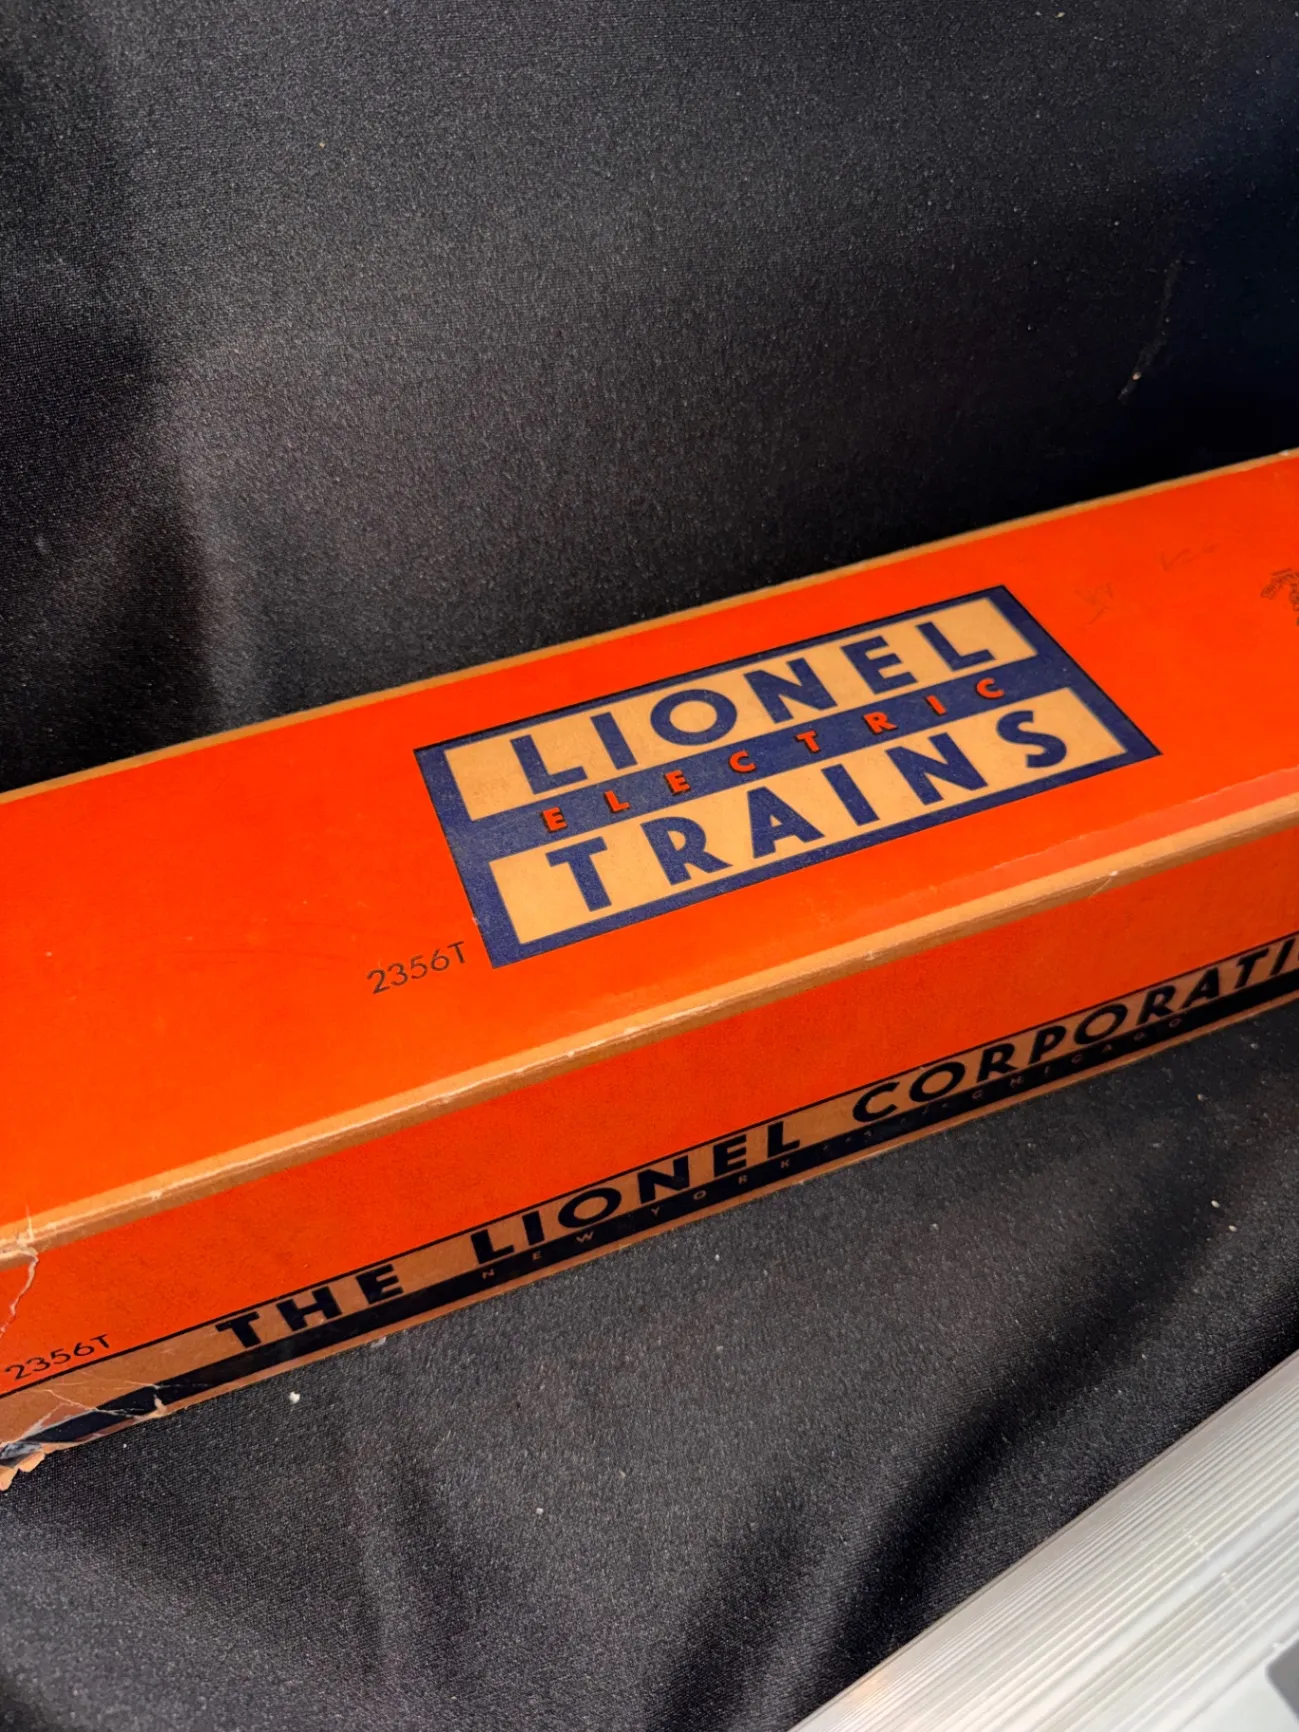 LIONEL
ELECTRIC
TRAINS
2356T
THE LIONEL CORPORATI
NEW YORK CHICAGO
2356T